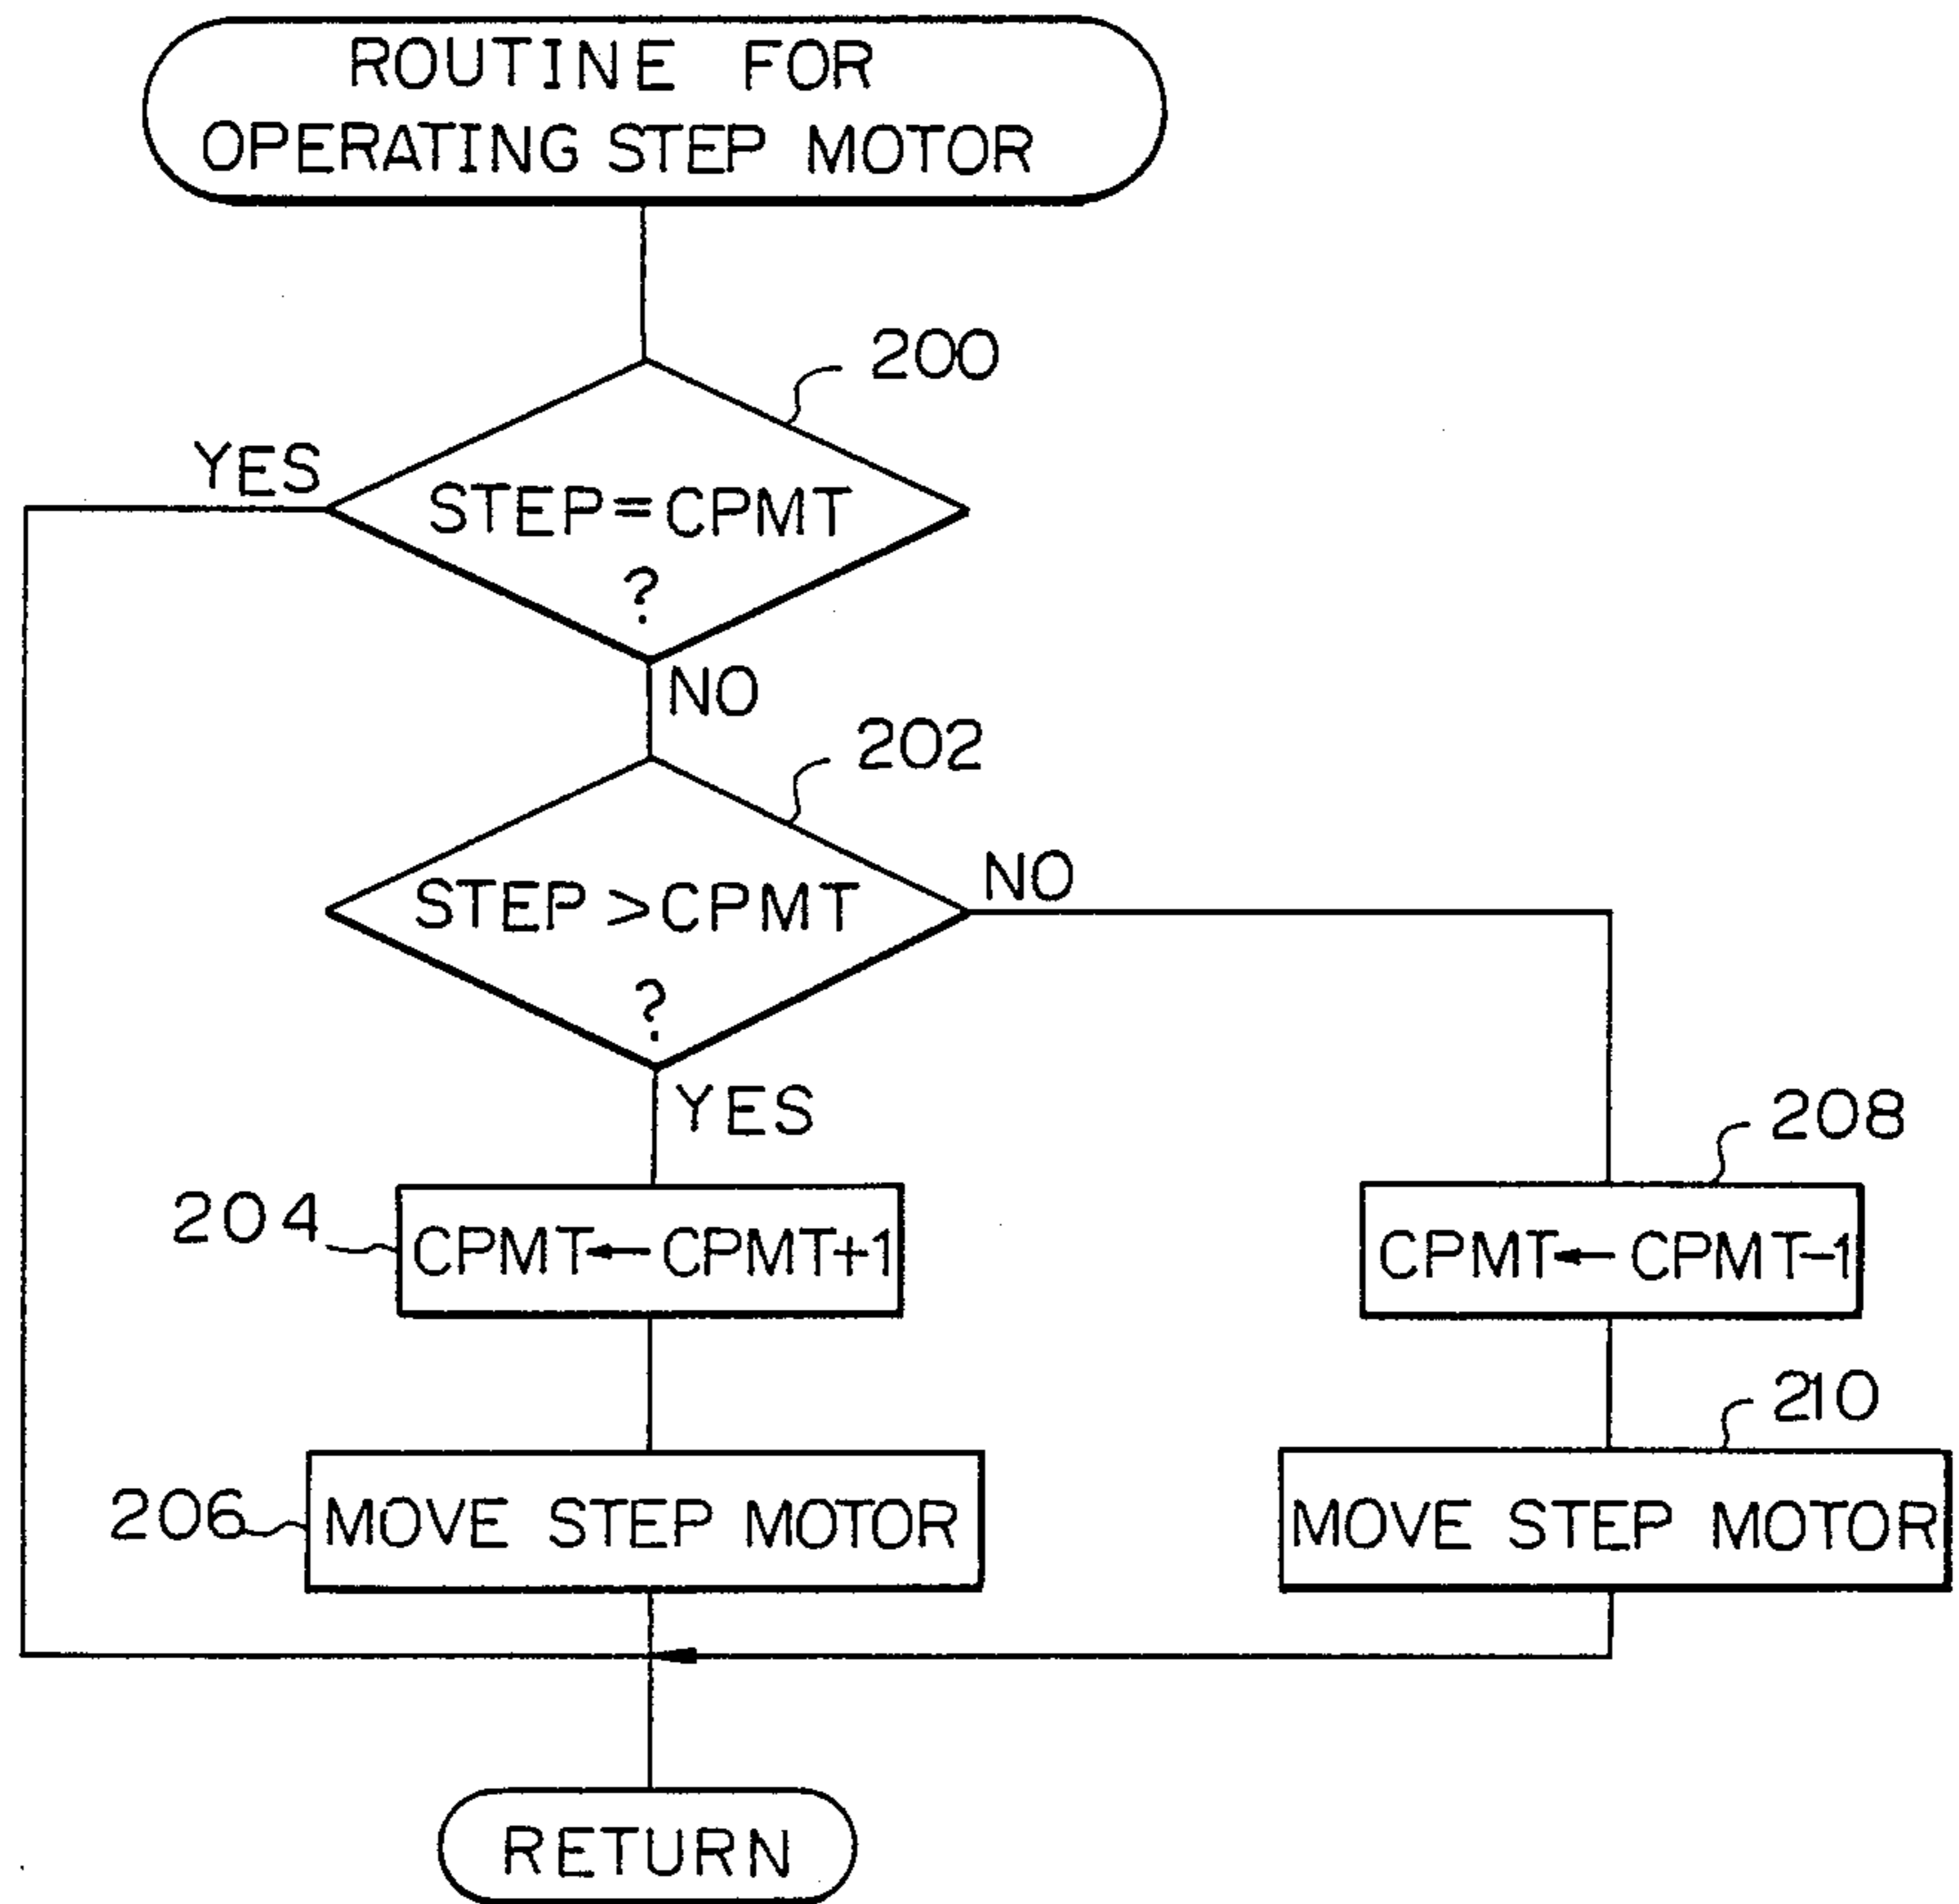 ROUTINE FOR
OPERATING STEP MOTOR
200
YES
STEP=CPMT
?
NO
202
STEP >CPMT
?
NO
YES
204
CPMT←CPMT+1
208
CPMT←CPMT-1
206
MOVE STEP MOTOR
210
MOVE STEP MOTOR
RETURN